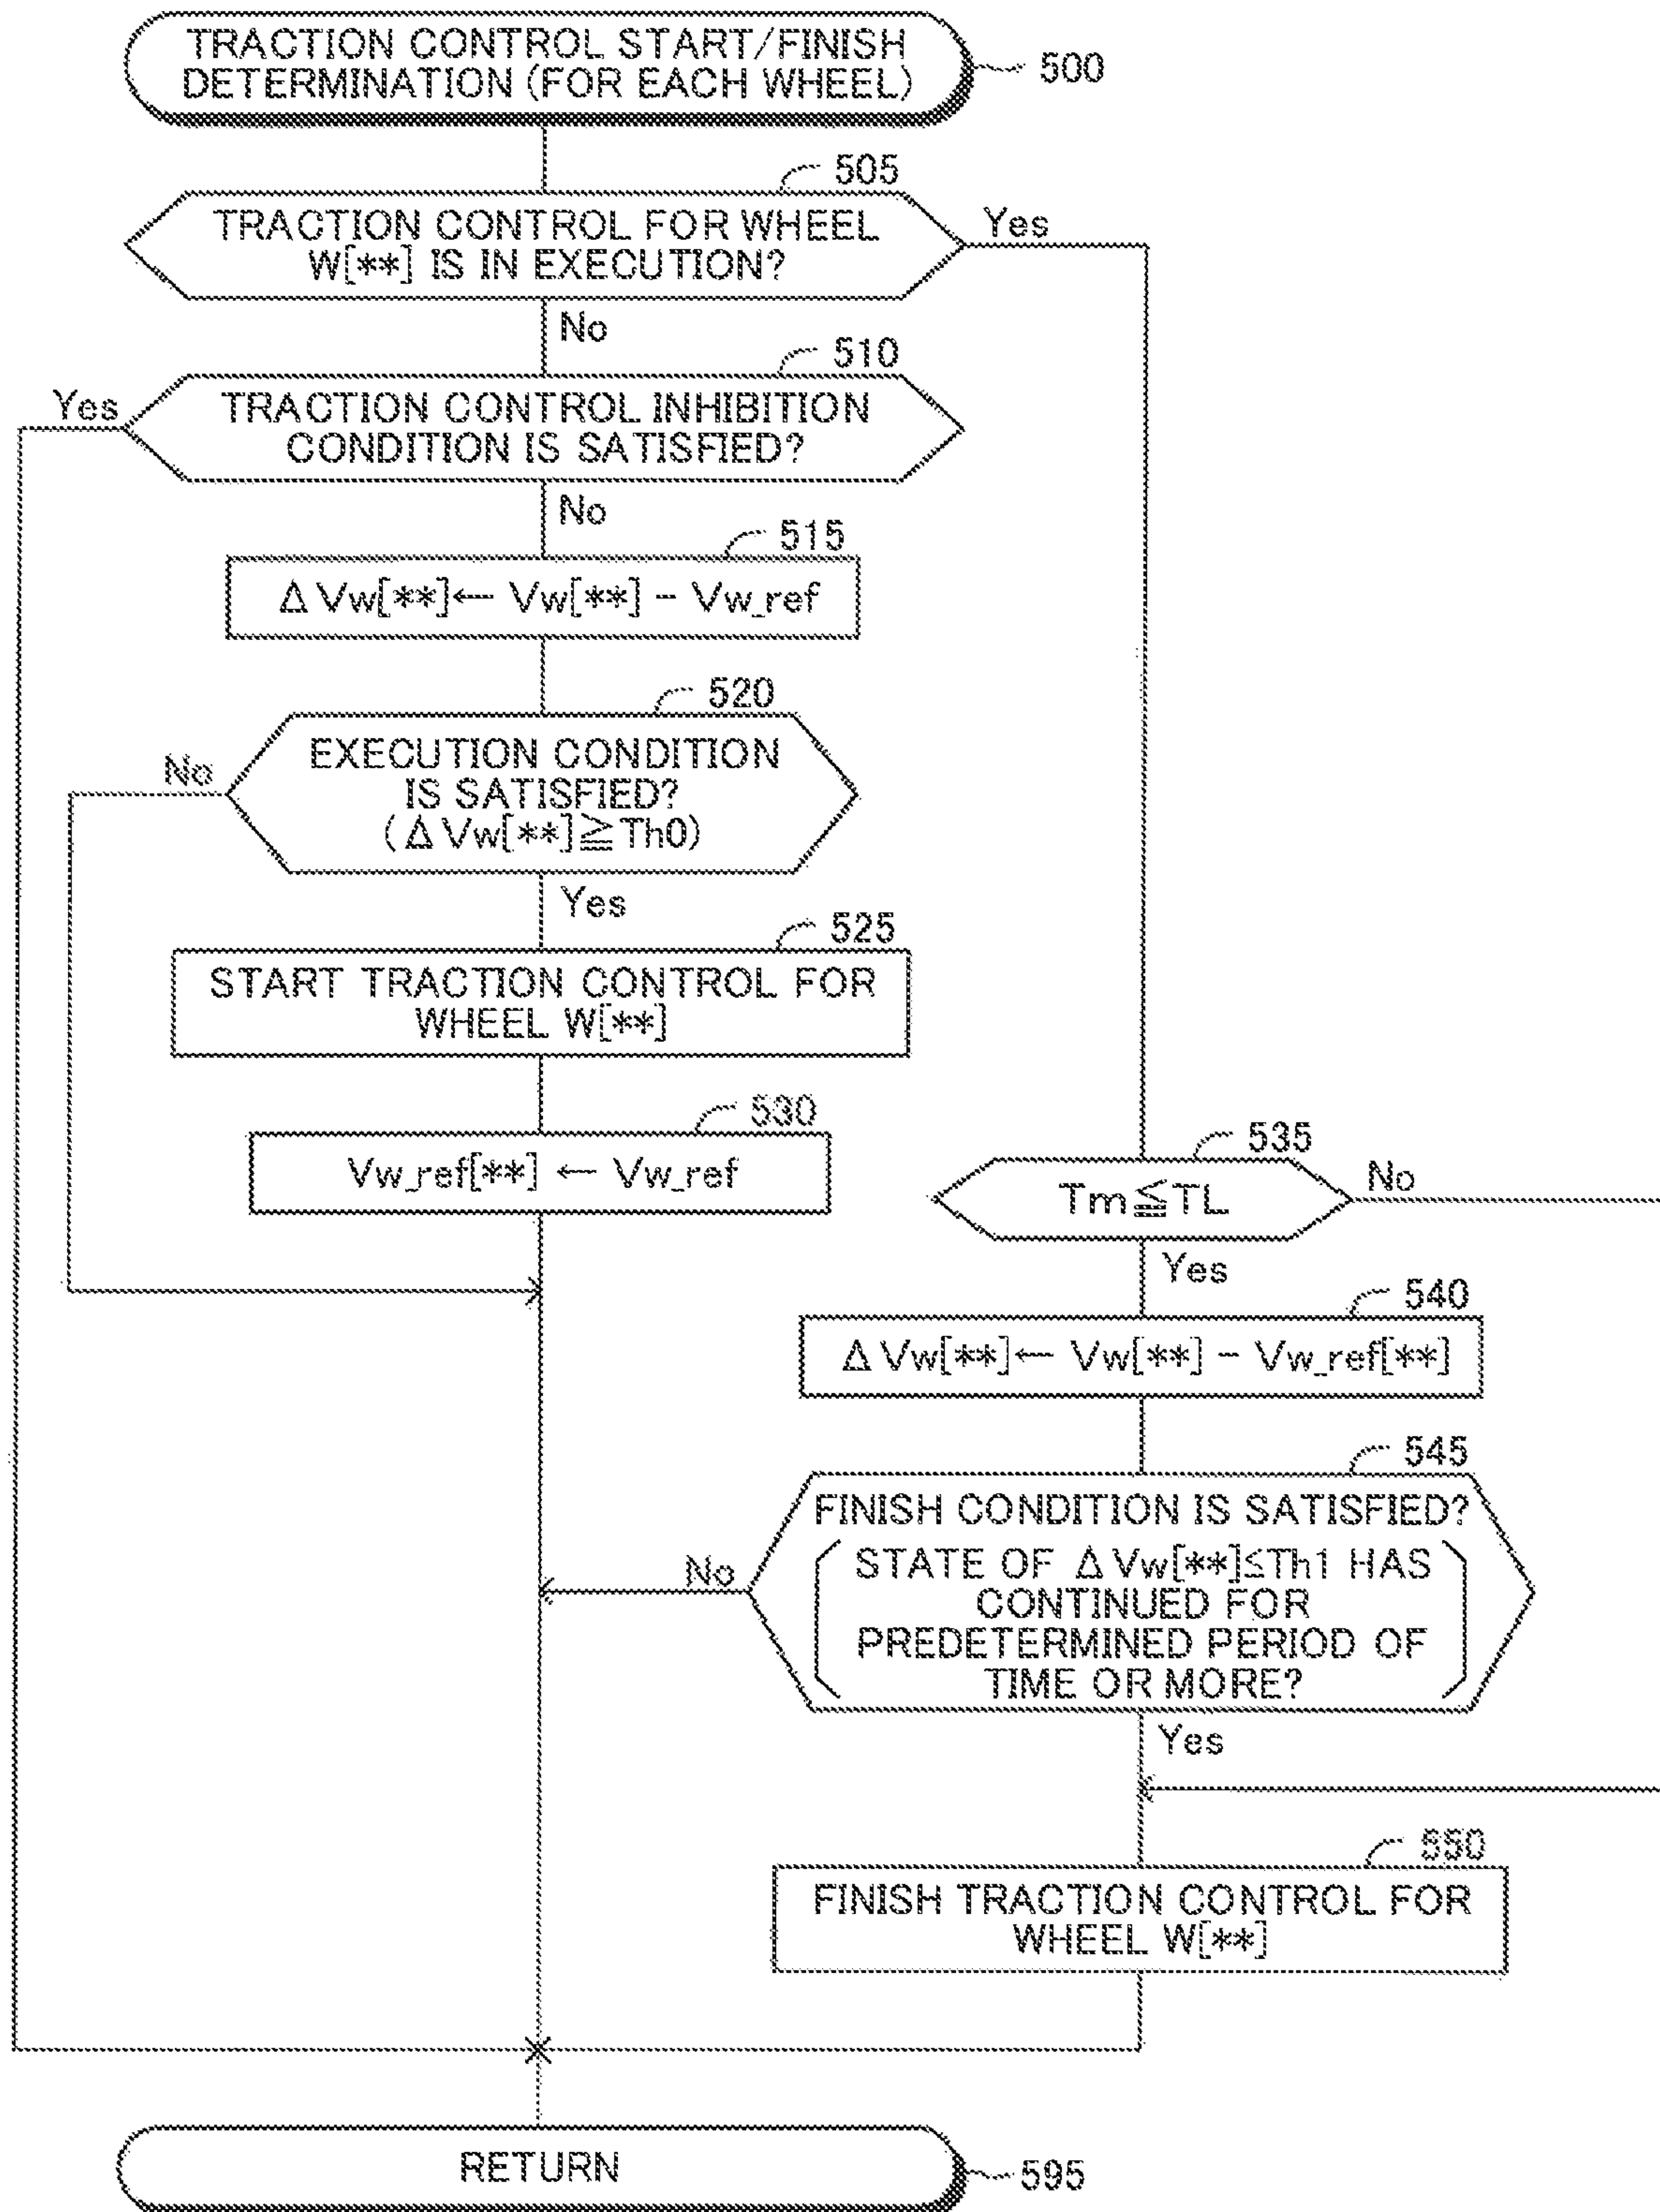 TRACTION CONTROL START/FINISH
DETERMINATION (FOR EACH WHEEL)
500
505
TRACTION CONTROL FOR WHEEL
W[**] IS IN EXECUTION?
Yes
No
510
Yes
TRACTION CONTROL INHIBITION
CONDITION IS SATISFIED?
No
515
Δ Vw[**]← Vw[**] − Vw_ref
520
No
EXECUTION CONDITION
IS SATISFIED?
(Δ Vw[**]≧Th0)
Yes
525
START TRACTION CONTROL FOR
WHEEL W[**]
530
Vw_ref[**] ← Vw_ref
535
Tm≦TL
No
Yes
540
Δ Vw[**]← Vw[**] − Vw_ref[**]
545
FINISH CONDITION IS SATISFIED?
STATE OF Δ Vw[**]≤Th1 HAS
CONTINUED FOR
PREDETERMINED PERIOD OF
TIME OR MORE?
No
Yes
550
FINISH TRACTION CONTROL FOR
WHEEL W[**]
RETURN
595